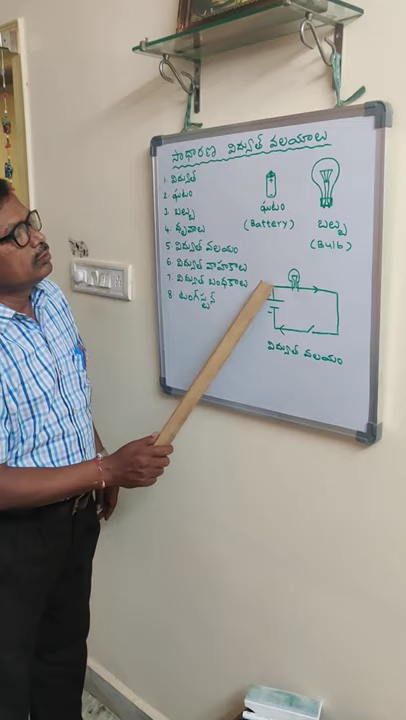 సాధారణ విద్యుత్ వలయాలు
1. విద్యుత్
2. ఘటం
3. బల్బు
4. ధృవాలు
5. విద్యుత్ వలయం
6. విద్యుత్ వాహకాలు
7. విద్యుత్ బంధకాలు
8. టంగ్‌స్టన్
ఘటం
(Battery)
బల్బు
(Bulb)
విద్యుత్ వలయం